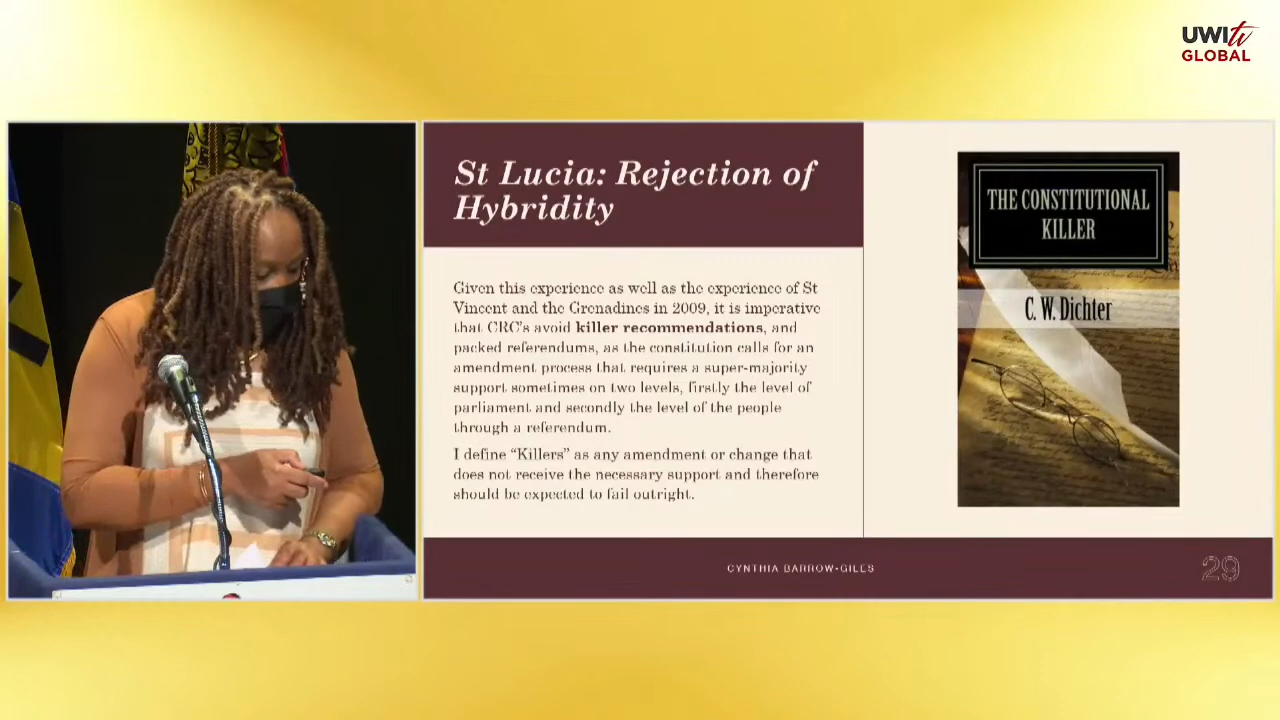 UWItv
GLOBAL
St Lucia: Rejection of
Hybridity
Given this experience as well as the experience of St
Vincent and the Grenadines in 2009, it is imperative
that CRC's avoid killer recommendations, and
packed referendums, as the constitution calls for an
amendment process that requires a super-majority
support sometimes on two levels, firstly the level of
parliament and secondly the level of the people
through a referendum.
I define “Killers” as any amendment or change that
does not receive the necessary support and therefore
should be expected to fail outright.
THE CONSTITUTIONAL
KILLER
C. W. Dichter
CYNTHIA BARROW-GILES
29